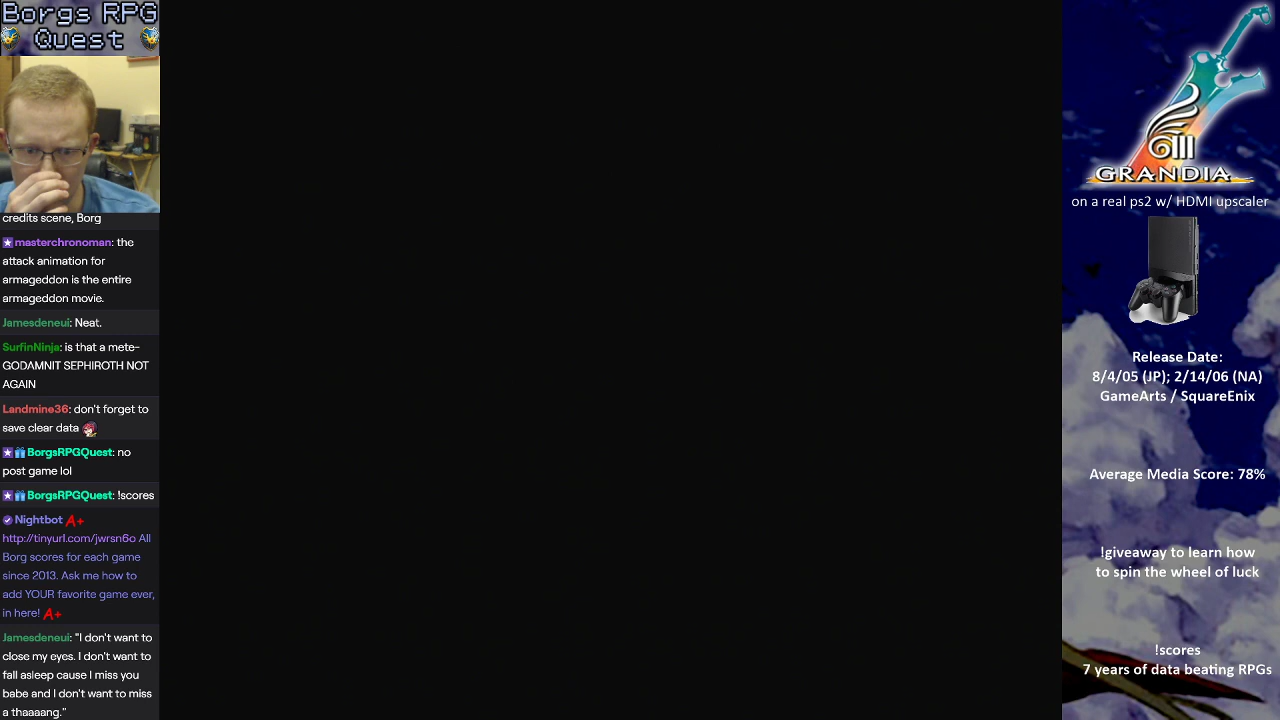 Borgs RPG
Quest
credits scene, Borg
masterchronoman: the
attack animation for
armageddon is the entire
armageddon movie.
Jamesdeneui: Neat.
SurfinNinja: is that a mete-
GODAMNIT SEPHIROTH NOT
AGAIN
Landmine36: don't forget to
save clear data
BorgsRPGQuest: no
post game lol
BorgsRPGQuest: !scores
Nightbot A+
http://tinyurl.com/jwrsn6o All
Borg scores for each game
since 2013. Ask me how to
add YOUR favorite game ever,
in here! A+
Jamesdeneui: "I don't want to
close my eyes. I don't want to
fall asleep cause I miss you
babe and I don't want to miss
a thaaaang."
III
GRANDIA
on a real ps2 w/ HDMI upscaler
Release Date:
8/4/05 (JP); 2/14/06 (NA)
GameArts / SquareEnix
Average Media Score: 78%
!giveaway to learn how
to spin the wheel of luck
!scores
7 years of data beating RPGs